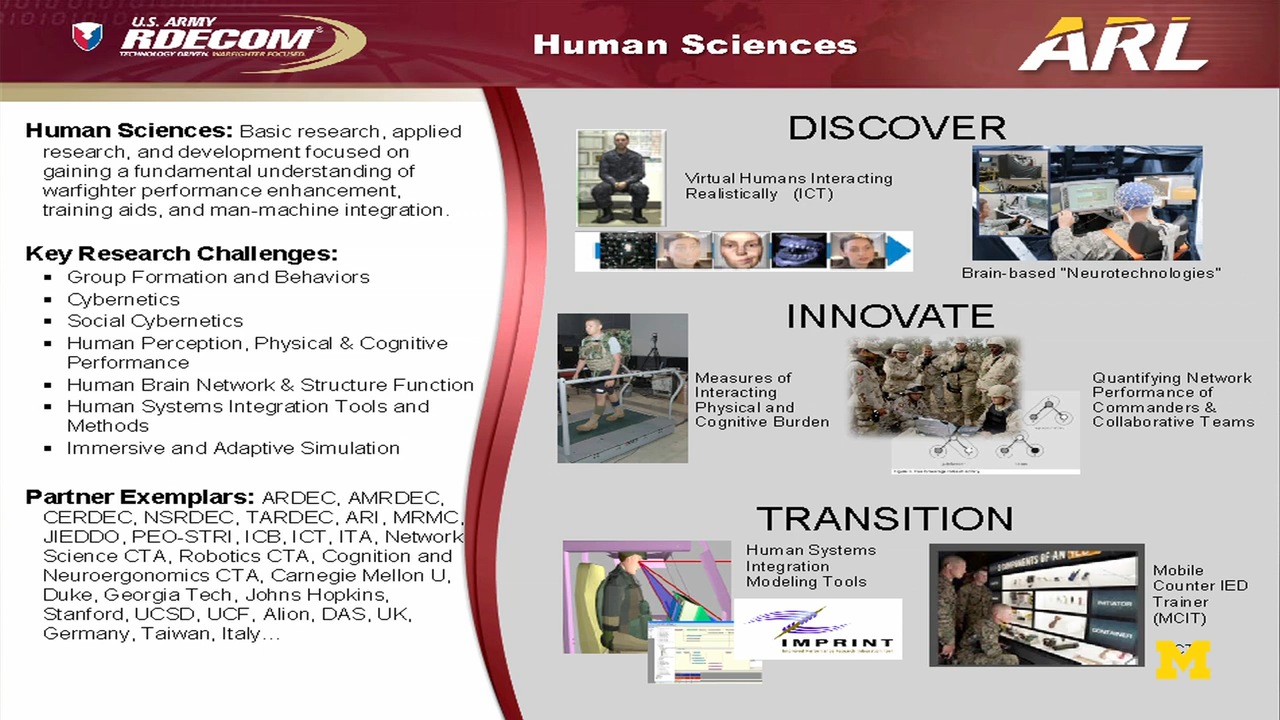 U.S. ARMY
RDECOM®
TECHNOLOGY DRIVEN. WARFIGHTER FOCUSED.
Human Sciences
ARL
Human Sciences: Basic research, applied
research, and development focused on
gaining a fundamental understanding of
warfighter performance enhancement,
training aids, and man-machine integration.
Key Research Challenges:
▪ Group Formation and Behaviors
▪ Cybernetics
▪ Social Cybernetics
▪ Human Perception, Physical & Cognitive
Performance
▪ Human Brain Network & Structure Function
▪ Human Systems Integration Tools and
Methods
▪ Immersive and Adaptive Simulation
Partner Exemplars: ARDEC, AMRDEC,
CERDEC, NSRDEC, TARDEC, ARI, MRMC,
JIEDDO, PEO-STRI, ICB, ICT, ITA, Network
Science CTA, Robotics CTA, Cognition and
Neuroergonomics CTA, Carnegie Mellon U,
Duke, Georgia Tech, Johns Hopkins,
Stanford, UCSD, UCF, Alion, DAS, UK,
Germany, Taiwan, Italy...
DISCOVER
Virtual Humans Interacting
Realistically (ICT)
Brain-based "Neurotechnologies"
INNOVATE
Measures of
Interacting
Physical and
Cognitive Burden
Quantifying Network
Performance of
Commanders &
Collaborative Teams
TRANSITION
Human Systems
Integration
Modeling Tools
IMPRINT
COMPONENTS OF AN
INITIATOR
CONTAINER
Mobile
Counter IED
Trainer
(MCIT)
M